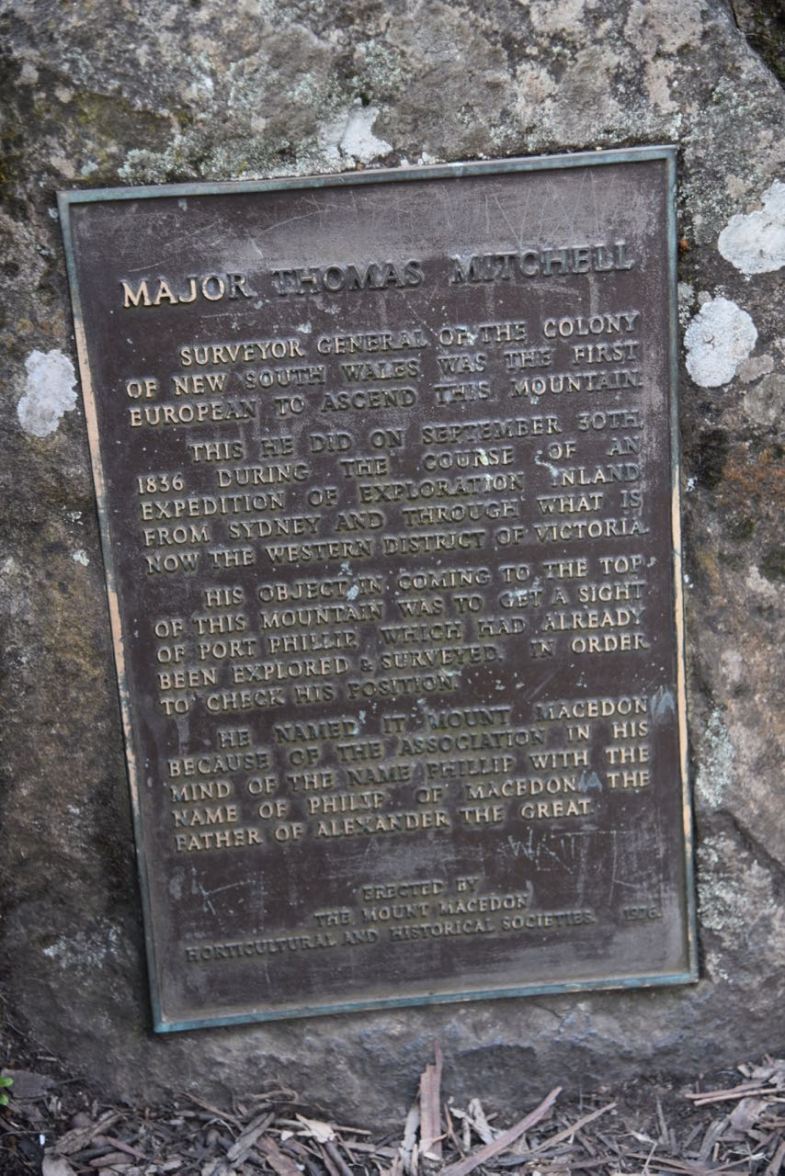 MAJOR THOMAS MITCHELL
SURVEYOR GENERAL OF THE COLONY
OF NEW SOUTH WALES WAS THE FIRST
EUROPEAN TO ASCEND THIS MOUNTAIN.
THIS HE DID ON SEPTEMBER 30TH
1836 DURING THE COURSE OF AN
EXPEDITION OF EXPLORATION INLAND
FROM SYDNEY AND THROUGH WHAT IS
NOW THE WESTERN DISTRICT OF VICTORIA.
HIS OBJECT IN COMING TO THE TOP
OF THIS MOUNTAIN WAS TO GET A SIGHT
OF PORT PHILLIP, WHICH HAD ALREADY
BEEN EXPLORED & SURVEYED, IN ORDER
TO CHECK HIS POSITION.
HE NAMED IT MOUNT MACEDON
BECAUSE OF THE ASSOCIATION IN HIS
MIND OF THE NAME PHILLIP WITH THE
NAME OF PHILIP OF MACEDON, THE
FATHER OF ALEXANDER THE GREAT.
ERECTED BY
THE MOUNT MACEDON
HORTICULTURAL AND HISTORICAL SOCIETIES. 1976.